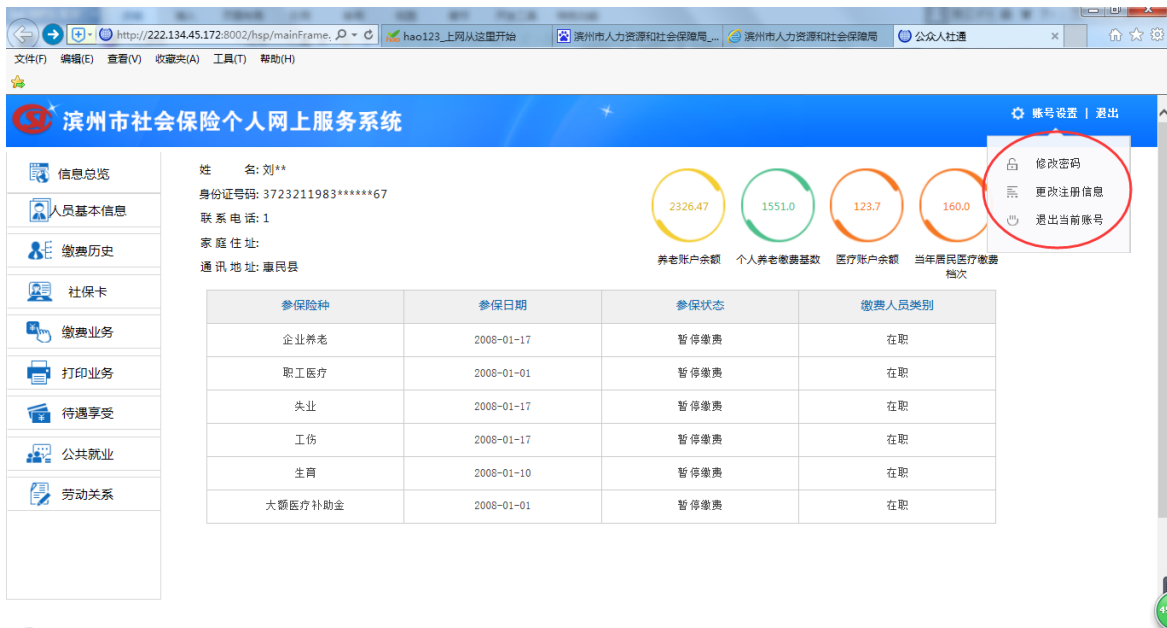 http://222.134.45.172:8002/hsp/mainFrame.
hao123_上网从这里开始
滨州市人力资源和社会保障局_...
滨州市人力资源和社会保障局
公众人社通
文件(F) 编辑(E) 查看(V) 收藏夹(A) 工具(T) 帮助(H)
滨州市社会保险个人网上服务系统
账号设置 | 退出
修改密码
更改注册信息
退出当前账号
信息总览
人员基本信息
缴费历史
社保卡
缴费业务
打印业务
待遇享受
公共就业
劳动关系
姓 名: 刘**
身份证号码: 3723211983******67
联系电话: 1
家庭住址:
通讯地址: 惠民县
2326.47 1551.0 123.7 160.0
养老账户余额 个人养老缴费基数 医疗账户余额 当年居民医疗缴费
档次
参保险种 参保日期 参保状态 缴费人员类别
企业养老 2008-01-17 暂停缴费 在职
职工医疗 2008-01-01 暂停缴费 在职
失业 2008-01-17 暂停缴费 在职
工伤 2008-01-17 暂停缴费 在职
生育 2008-01-10 暂停缴费 在职
大额医疗补助金 2008-01-01 暂停缴费 在职